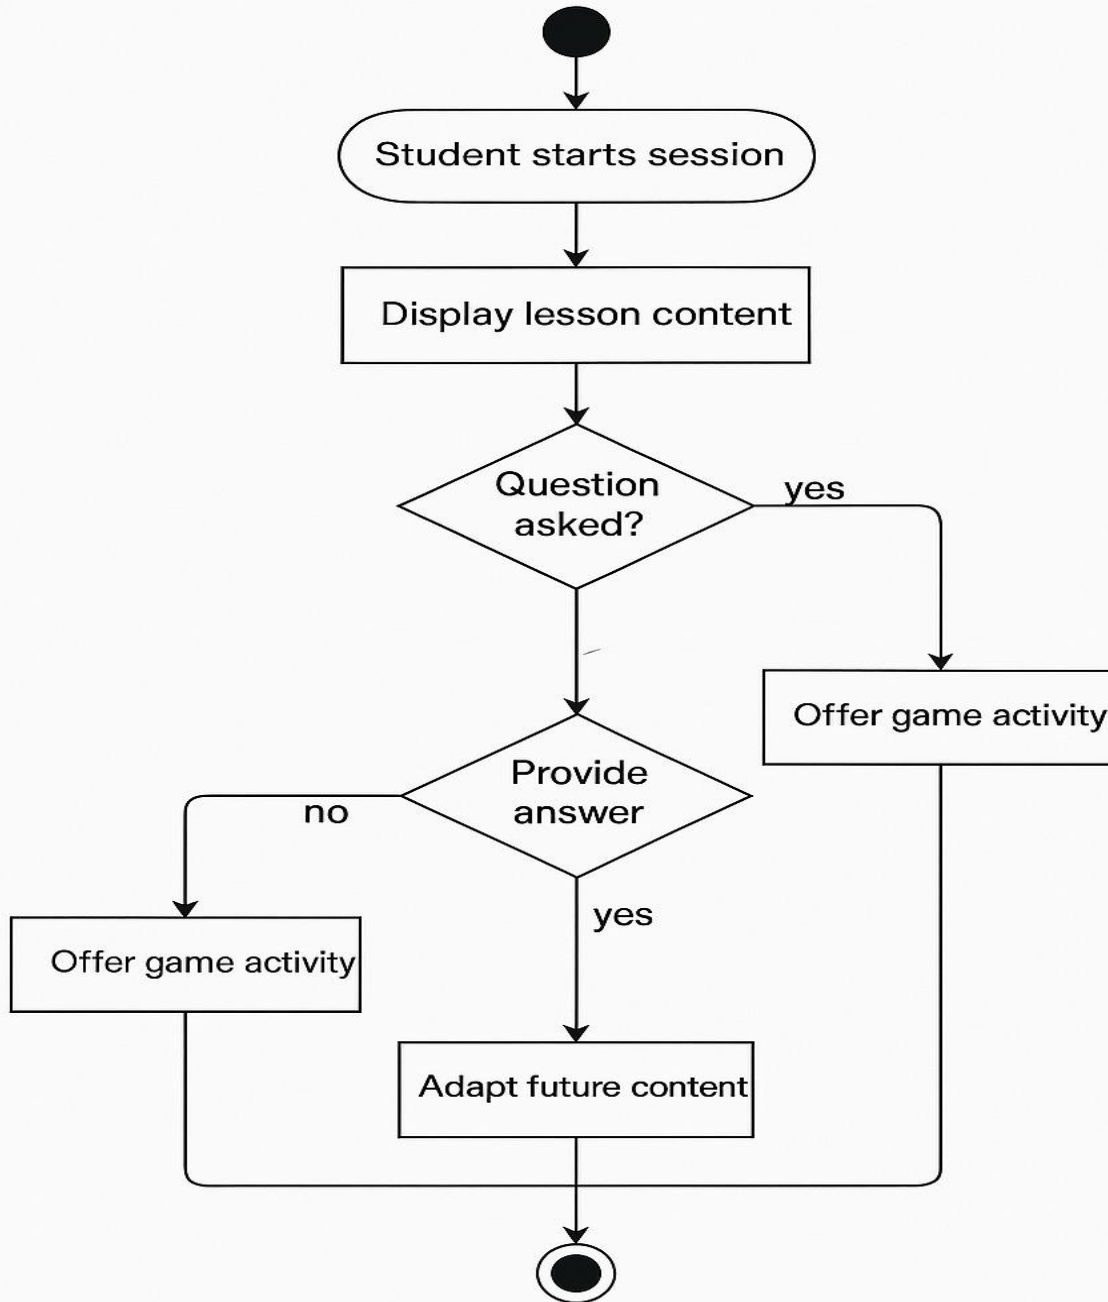 Student starts session
Display lesson content
Question
asked?
yes
Offer game activity
Provide
answer
no
yes
Offer game activity
Adapt future content